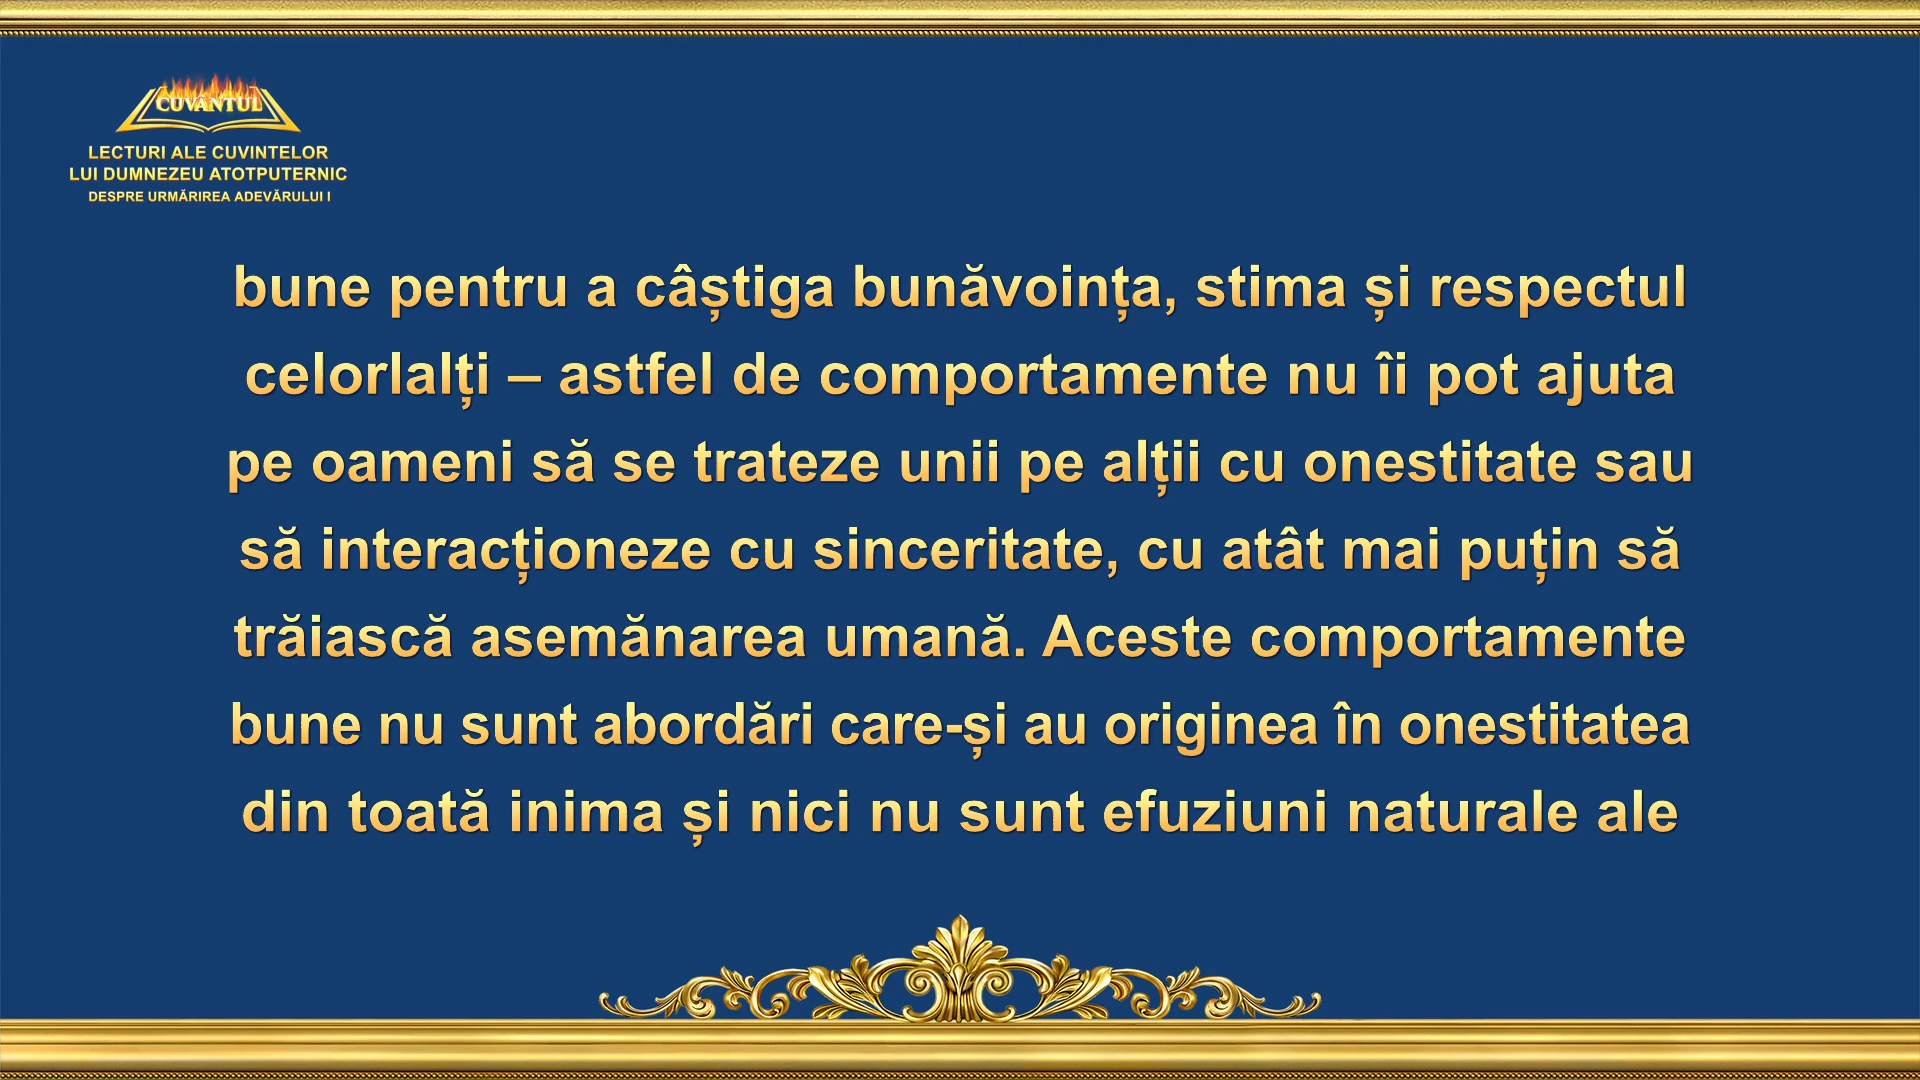 CUVÂNTUL
LECTURI ALE CUVINTELOR
LUI DUMNEZEU ATOTPUTERNIC
DESPRE URMĂRIREA ADEVĂRULUI I
bune pentru a câștiga bunăvoința, stima și respectul
celorlalți – astfel de comportamente nu îi pot ajuta
pe oameni să se trateze unii pe alții cu onestitate sau
să interacționeze cu sinceritate, cu atât mai puțin să
trăiască asemănarea umană. Aceste comportamente
bune nu sunt abordări care-și au originea în onestitatea
din toată inima și nici nu sunt efuziuni naturale ale